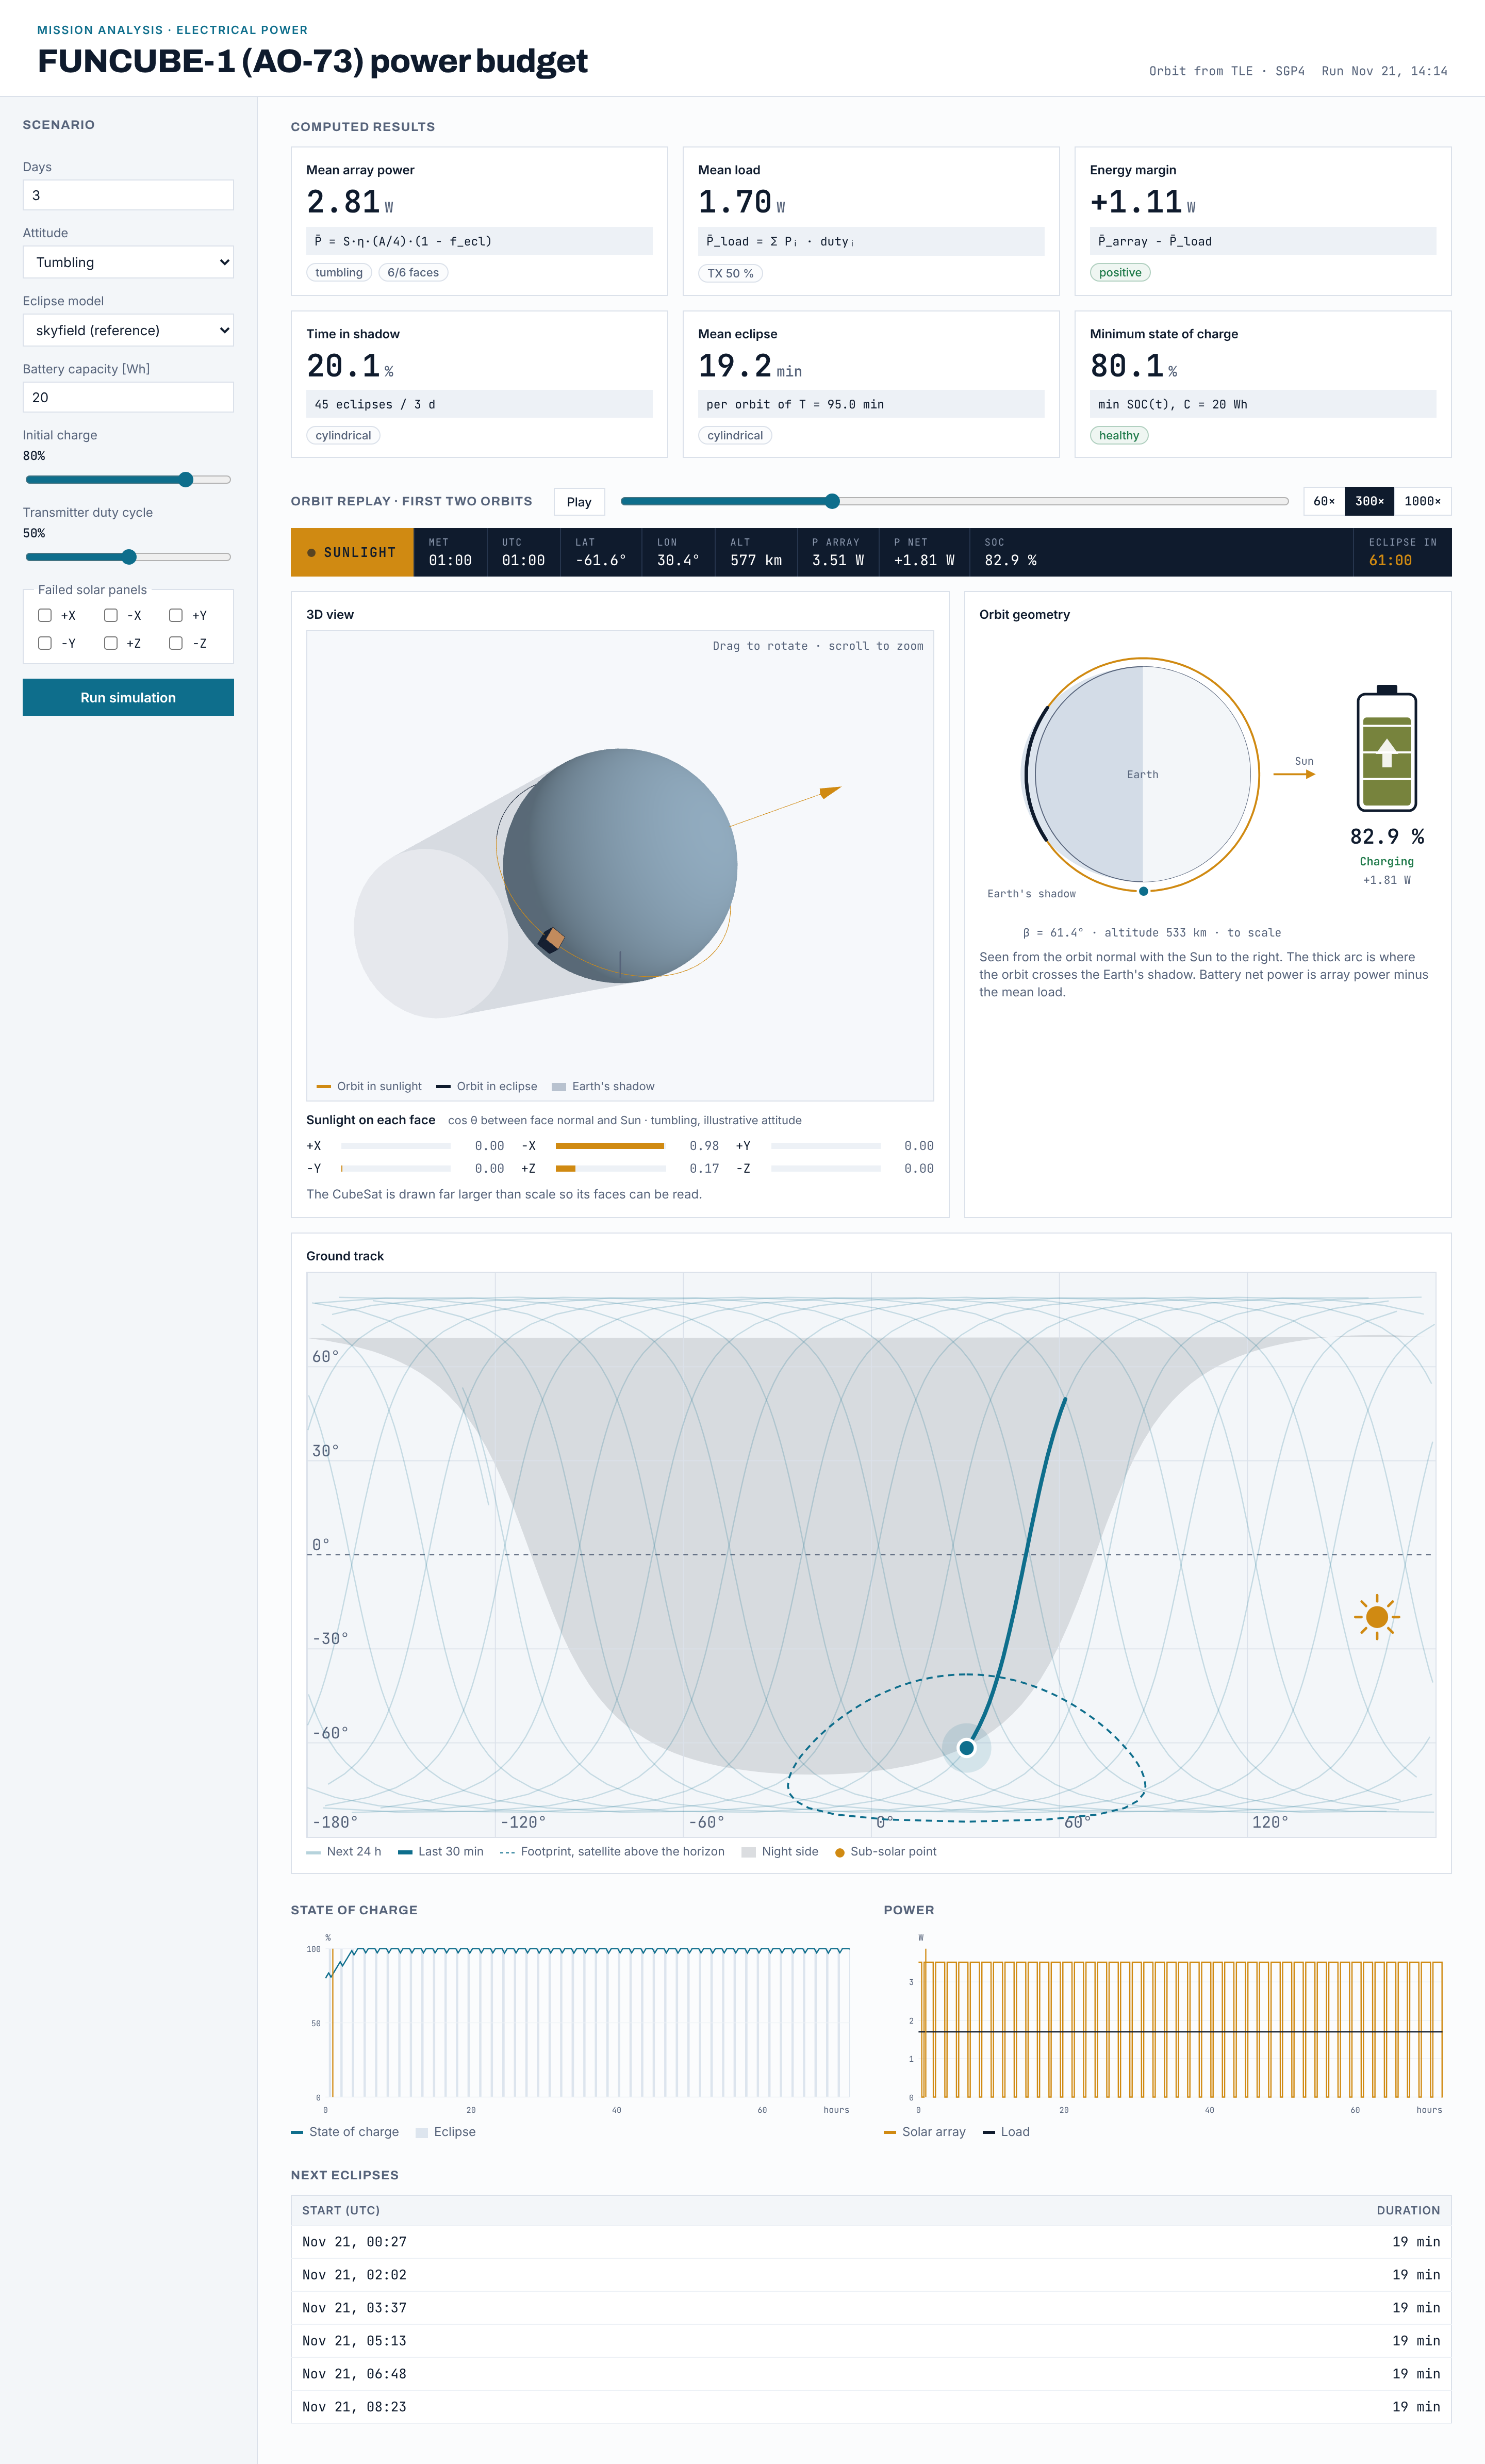 MISSION ANALYSIS · ELECTRICAL POWER
FUNCUBE-1 (AO-73) power budget
Orbit from TLE · SGP4 Run Nov 21, 14:14
SCENARIO
Days
3
Attitude
Tumbling
Eclipse model
skyfield (reference)
Battery capacity [Wh]
20
Initial charge
80%
Transmitter duty cycle
50%
Failed solar panels
+X -X +Y
-Y +Z -Z
Run simulation
COMPUTED RESULTS
Mean array power
2.81 W
P̄ = S·η·(A/4)·(1 - f_ecl)
tumbling 6/6 faces
Mean load
1.70 W
P̄_load = Σ Pᵢ · dutyᵢ
TX 50 %
Energy margin
+1.11 W
P̄_array - P̄_load
positive
Time in shadow
20.1 %
45 eclipses / 3 d
cylindrical
Mean eclipse
19.2 min
per orbit of T = 95.0 min
cylindrical
Minimum state of charge
80.1 %
min SOC(t), C = 20 Wh
healthy
ORBIT REPLAY · FIRST TWO ORBITS
Play
60× 300× 1000×
SUNLIGHT
MET
01:00
UTC
01:00
LAT
-61.6°
LON
30.4°
ALT
577 km
P ARRAY
3.51 W
P NET
+1.81 W
SOC
82.9 %
ECLIPSE IN
61:00
3D view
Drag to rotate · scroll to zoom
Orbit in sunlight Orbit in eclipse Earth's shadow
Sunlight on each face cos θ between face normal and Sun · tumbling, illustrative attitude
+X 0.00 -X 0.98 +Y 0.00
-Y 0.00 +Z 0.17 -Z 0.00
The CubeSat is drawn far larger than scale so its faces can be read.
Orbit geometry
Earth
Sun
Earth's shadow
82.9 %
Charging
+1.81 W
β = 61.4° · altitude 533 km · to scale
Seen from the orbit normal with the Sun to the right. The thick arc is where
the orbit crosses the Earth's shadow. Battery net power is array power minus
the mean load.
Ground track
60°
30°
0°
-30°
-60°
-180° -120° -60° 0° 60° 120°
Next 24 h Last 30 min Footprint, satellite above the horizon Night side Sub-solar point
STATE OF CHARGE
%
100
50
0
0 20 40 60 hours
State of charge Eclipse
POWER
W
3
2
1
0
0 20 40 60 hours
Solar array Load
NEXT ECLIPSES
START (UTC) DURATION
Nov 21, 00:27 19 min
Nov 21, 02:02 19 min
Nov 21, 03:37 19 min
Nov 21, 05:13 19 min
Nov 21, 06:48 19 min
Nov 21, 08:23 19 min